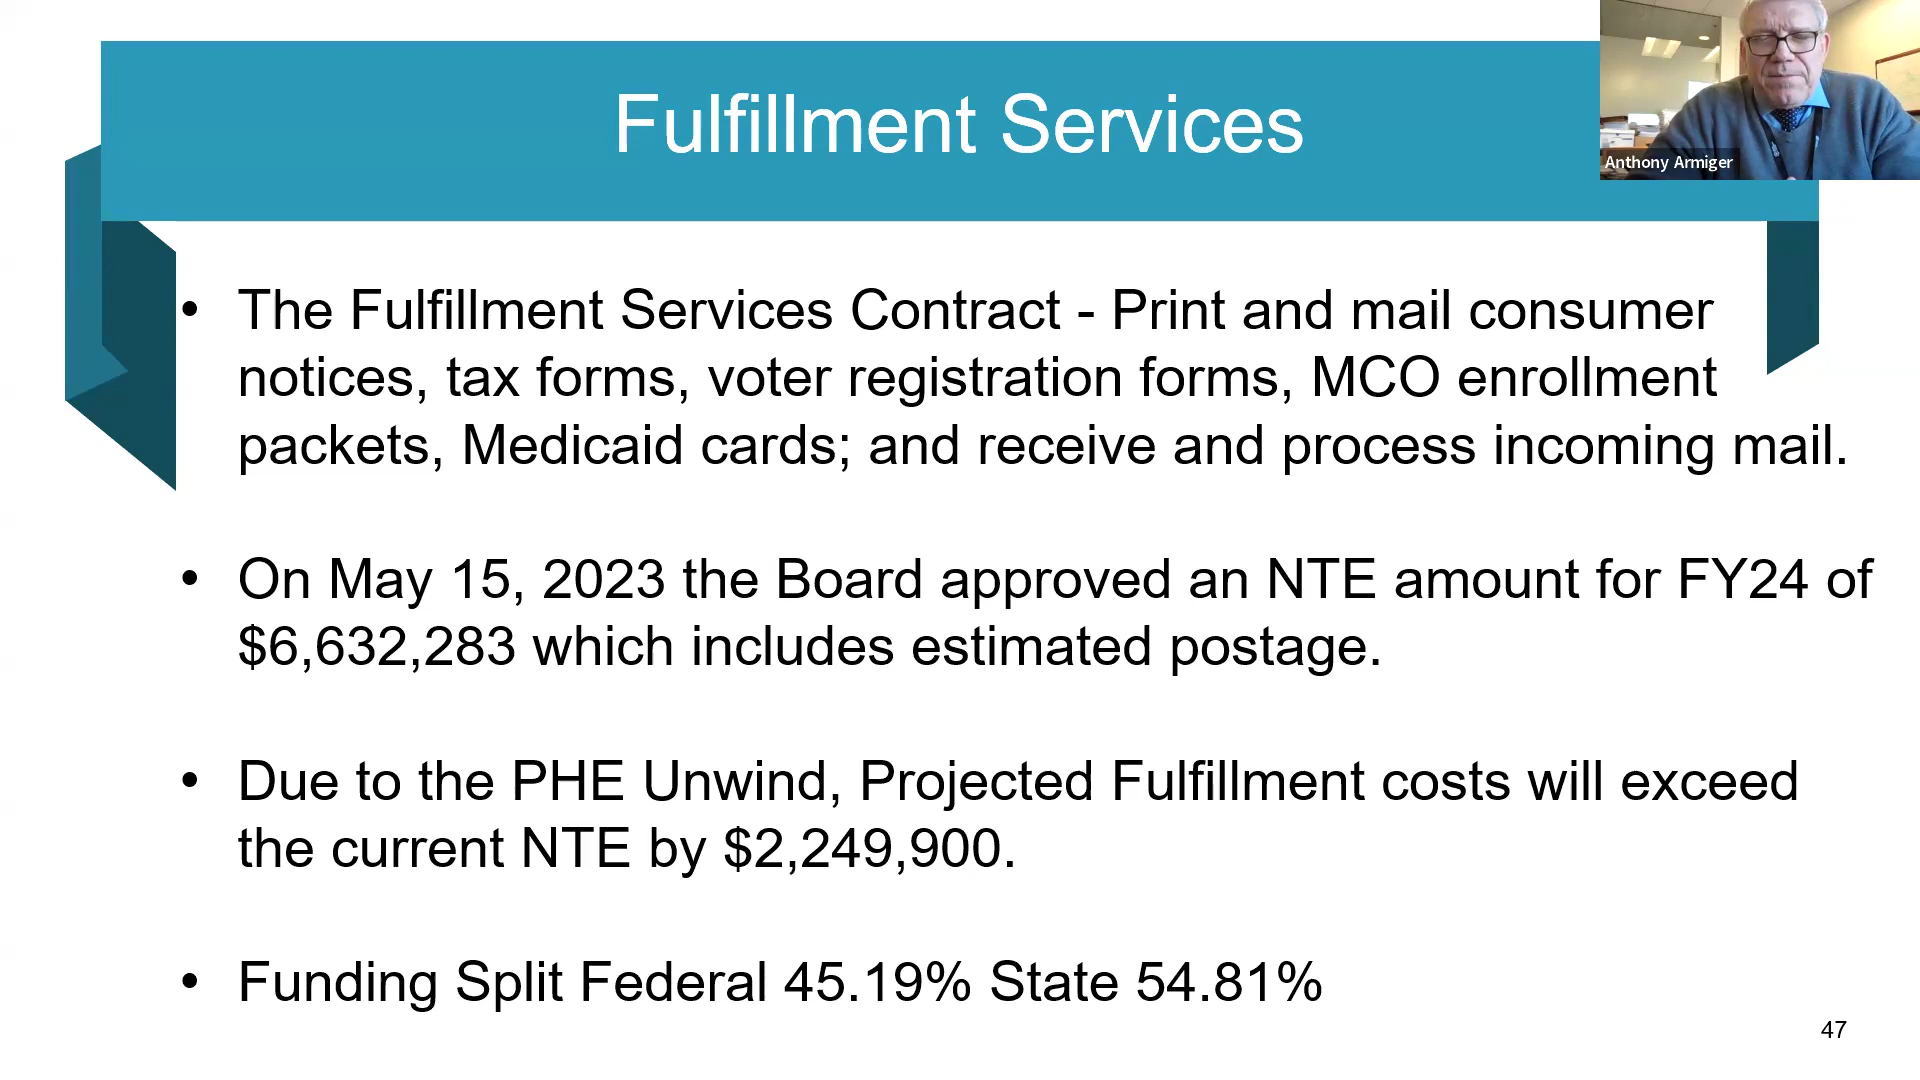 Fulfillment Services
Anthony Armiger
• The Fulfillment Services Contract - Print and mail consumer
notices, tax forms, voter registration forms, MCO enrollment
packets, Medicaid cards; and receive and process incoming mail.
• On May 15, 2023 the Board approved an NTE amount for FY24 of
$6,632,283 which includes estimated postage.
• Due to the PHE Unwind, Projected Fulfillment costs will exceed
the current NTE by $2,249,900.
• Funding Split Federal 45.19% State 54.81%
47